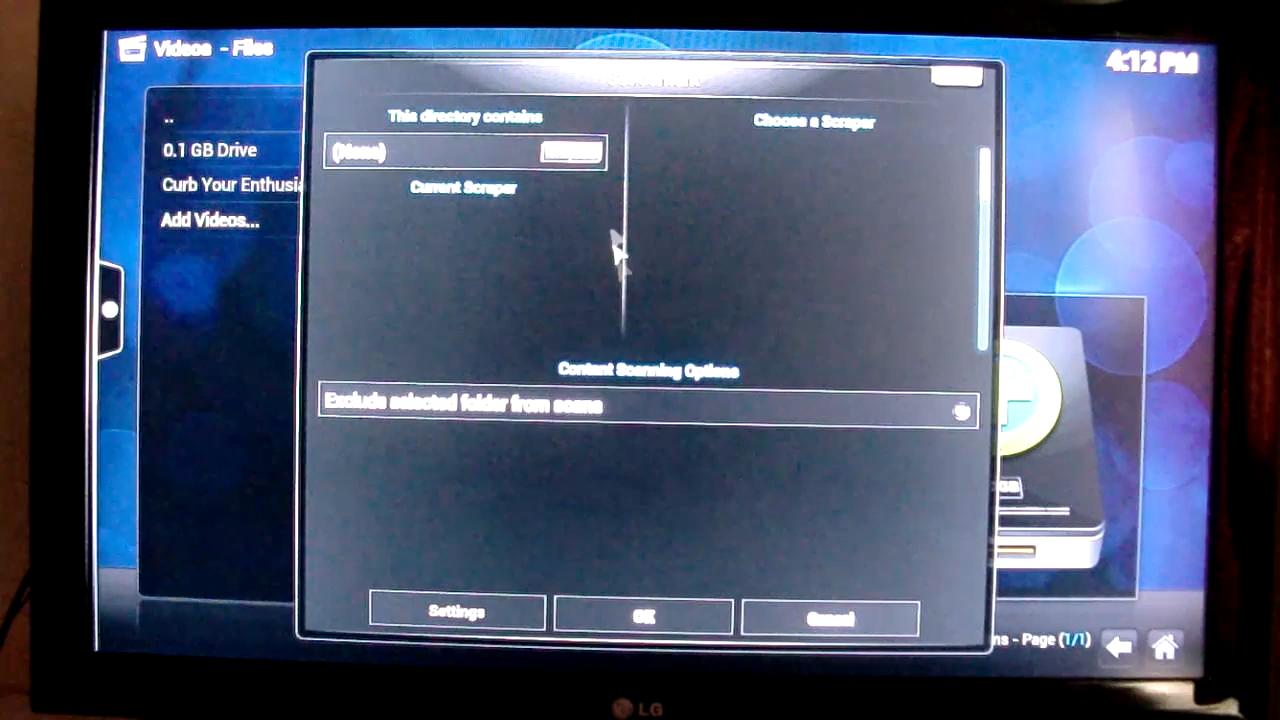 Videos - Files
4:12 PM
..
0.1 GB Drive
Curb Your Enthusia
Add Videos...
This directory contains
(None)
Current Scraper
Choose a Scraper
Content Scanning Options
Exclude selected folder from scans
Settings
OK
Cancel
ns - Page (1/1)
LG